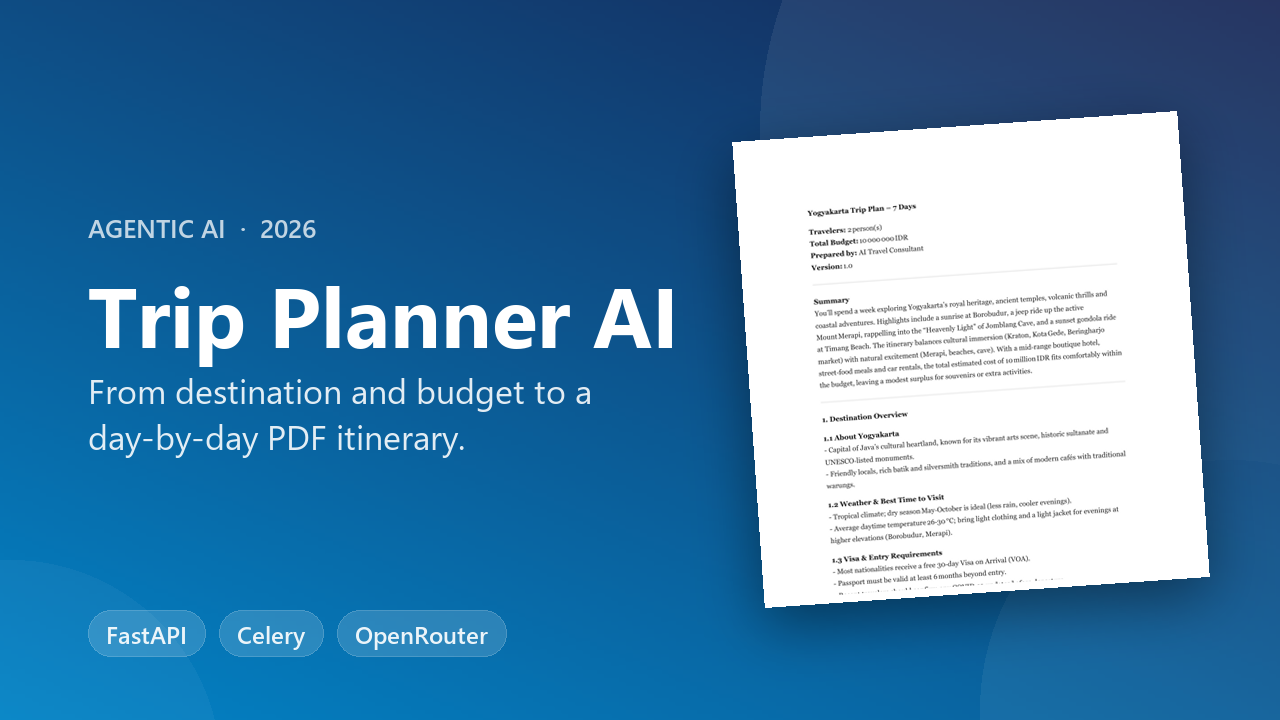 AGENTIC AI · 2026
Trip Planner AI
From destination and budget to a
day-by-day PDF itinerary.
FastAPI
Celery
OpenRouter
Yogyakarta Trip Plan – 7 Days
Travelers: 2 person(s)
Total Budget: 10 000 000 IDR
Prepared by: AI Travel Consultant
Version: 1.0
Summary
You'll spend a week exploring Yogyakarta's royal heritage, ancient temples, volcanic thrills and
coastal adventures. Highlights include a sunrise at Borobudur, a jeep ride up the active
Mount Merapi, rappelling into the "Heavenly Light" of Jomblang Cave, and a sunset gondola ride
at Timang Beach. The itinerary balances cultural immersion (Kraton, Kota Gede, Beringharjo
market) with natural excitement (Merapi, beaches, cave). With a mid-range boutique hotel,
street-food meals and car rentals, the total estimated cost of 10 million IDR fits comfortably within
the budget, leaving a modest surplus for souvenirs or extra activities.
1. Destination Overview
1.1 About Yogyakarta
- Capital of Java's cultural heartland, known for its vibrant arts scene, historic sultanate and
UNESCO-listed monuments.
- Friendly locals, rich batik and silversmith traditions, and a mix of modern cafés with traditional
warungs.
1.2 Weather & Best Time to Visit
- Tropical climate; dry season May-October is ideal (less rain, cooler evenings).
- Average daytime temperature 26-30 °C; bring light clothing and a light jacket for evenings at
higher elevations (Borobudur, Merapi).
1.3 Visa & Entry Requirements
- Most nationalities receive a free 30-day Visa on Arrival (VOA).
- Passport must be valid at least 6 months beyond entry.